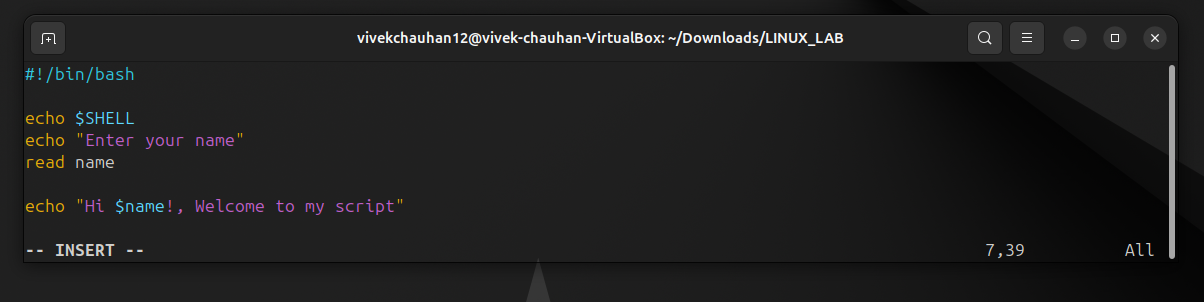 vivekchauhan12@vivek-chauhan-VirtualBox: ~/Downloads/LINUX_LAB
#!/bin/bash
echo $SHELL
echo "Enter your name"
read name
echo "Hi $name!, Welcome to my script"
-- INSERT -- 7,39 All